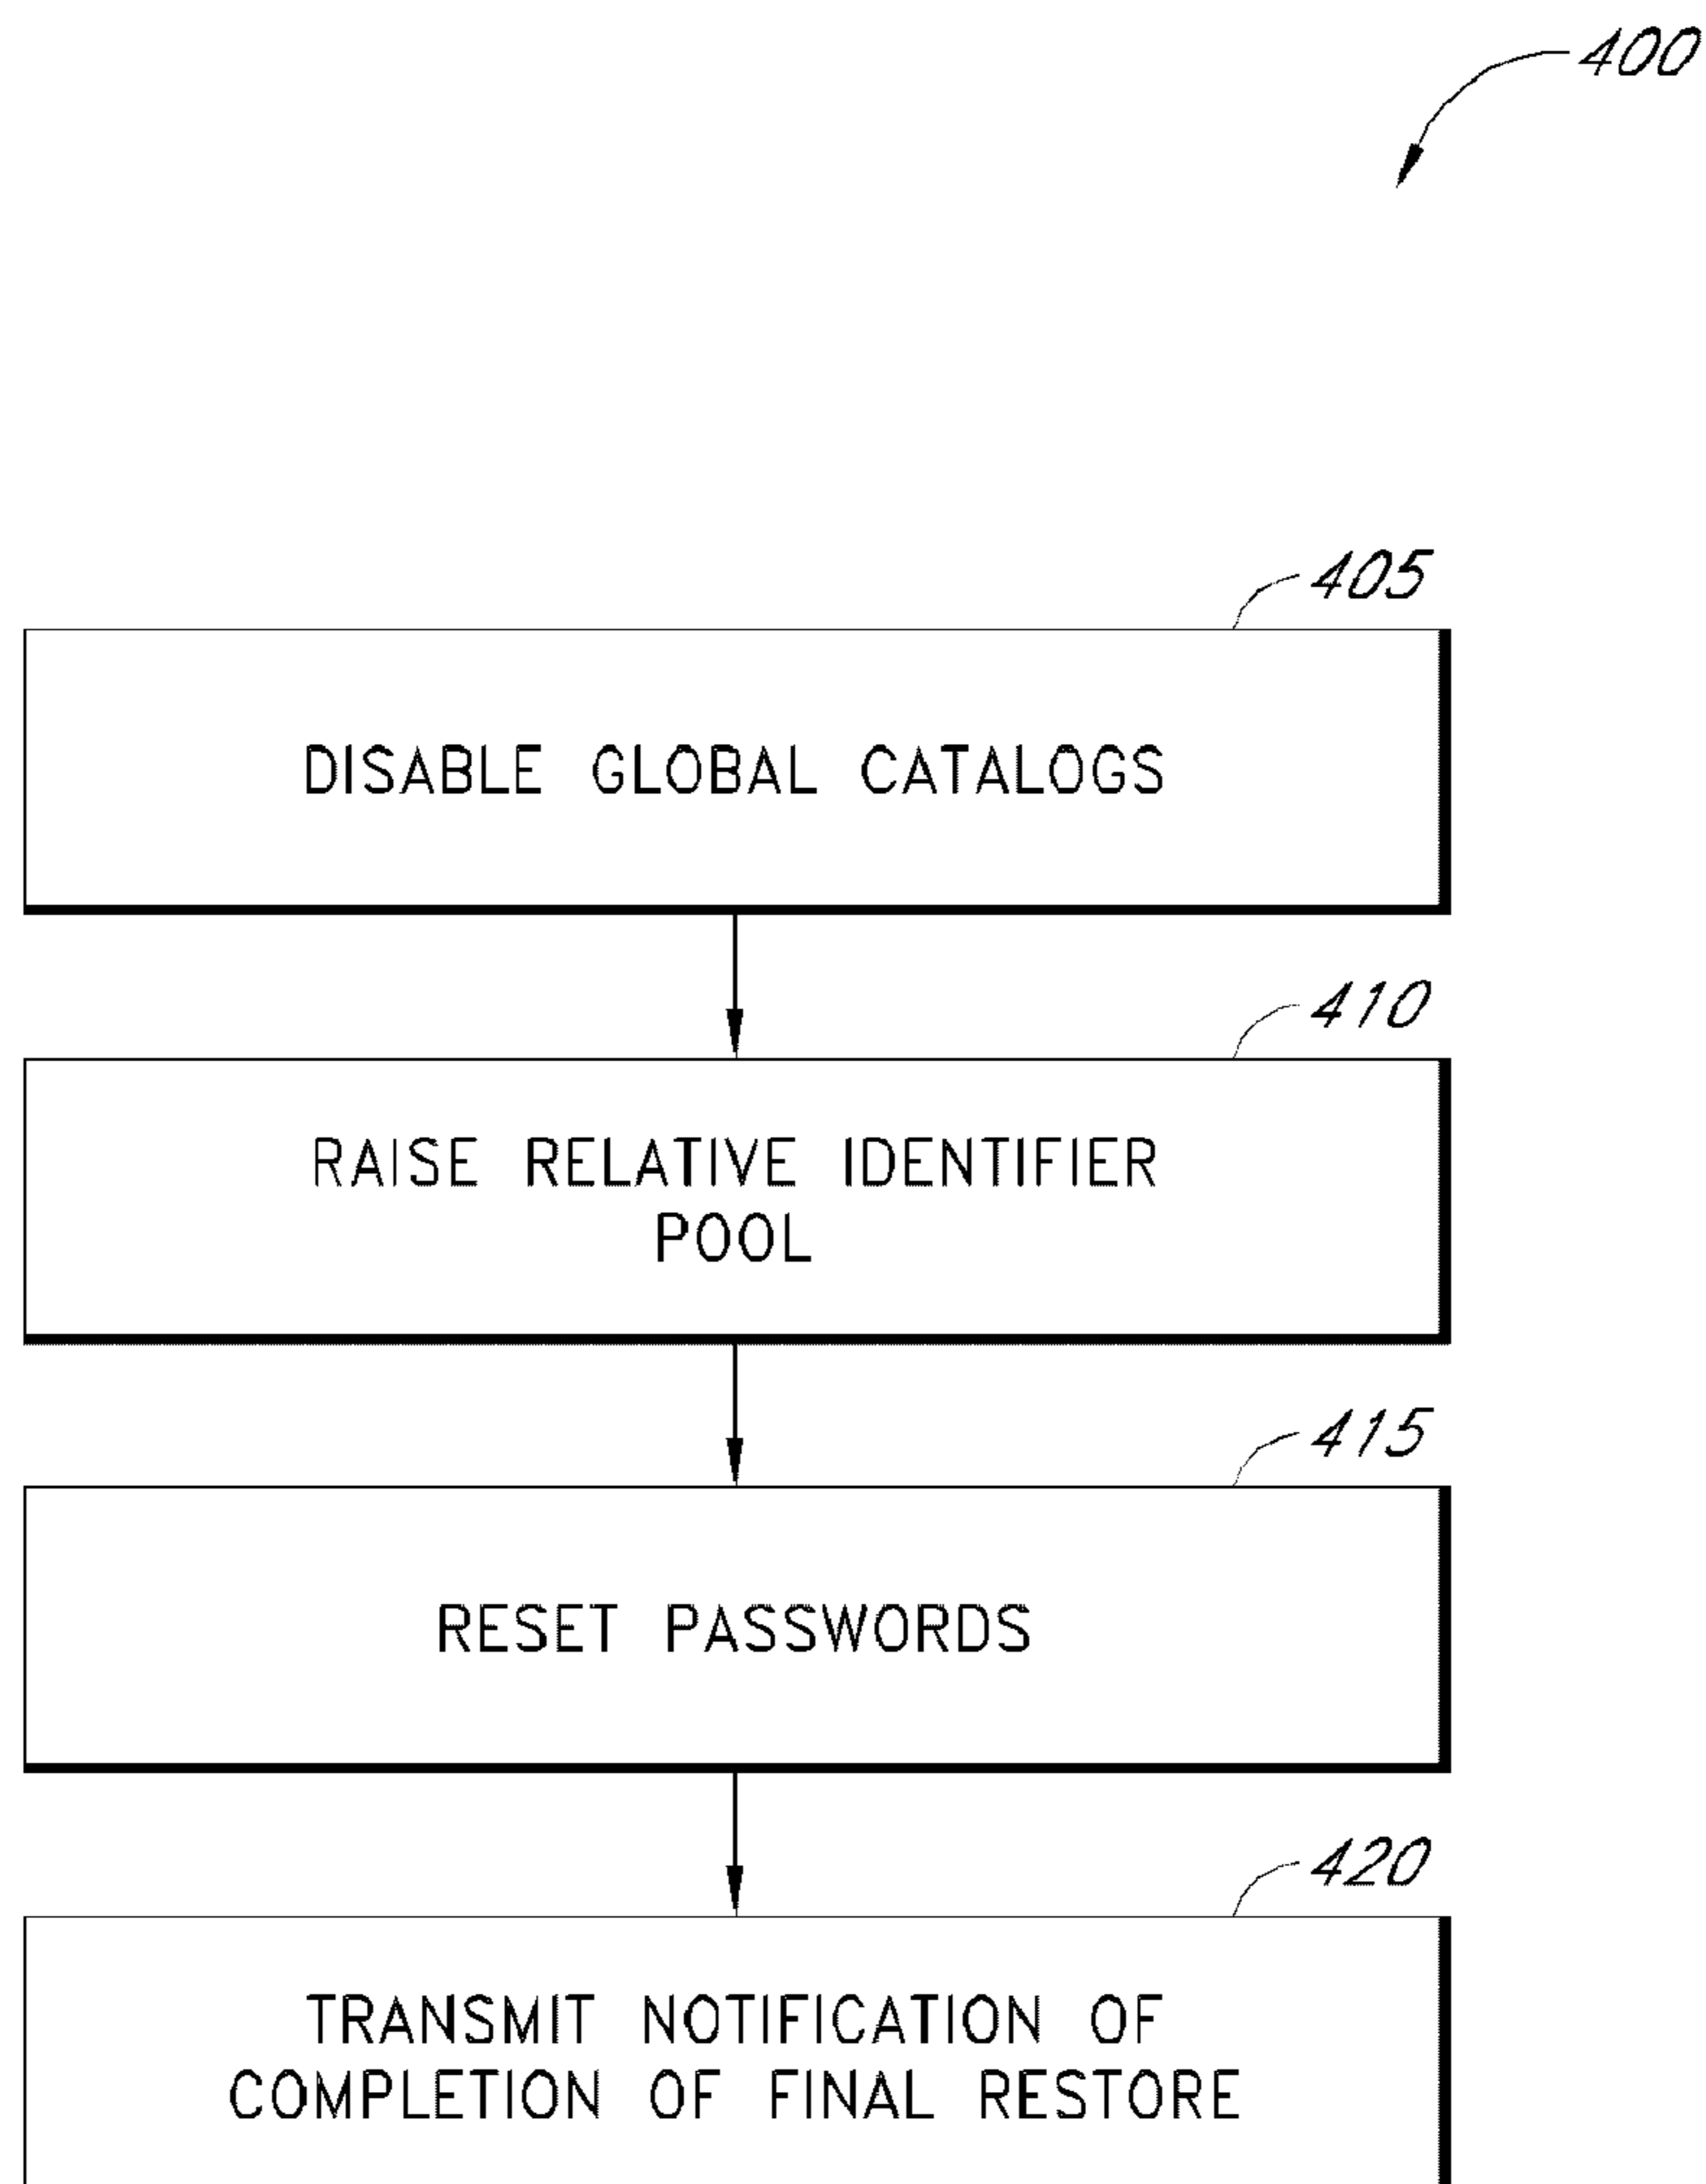 400
405
DISABLE GLOBAL CATALOGS
410
RAISE RELATIVE IDENTIFIER
POOL
415
RESET PASSWORDS
420
TRANSMIT NOTIFICATION OF
COMPLETION OF FINAL RESTORE